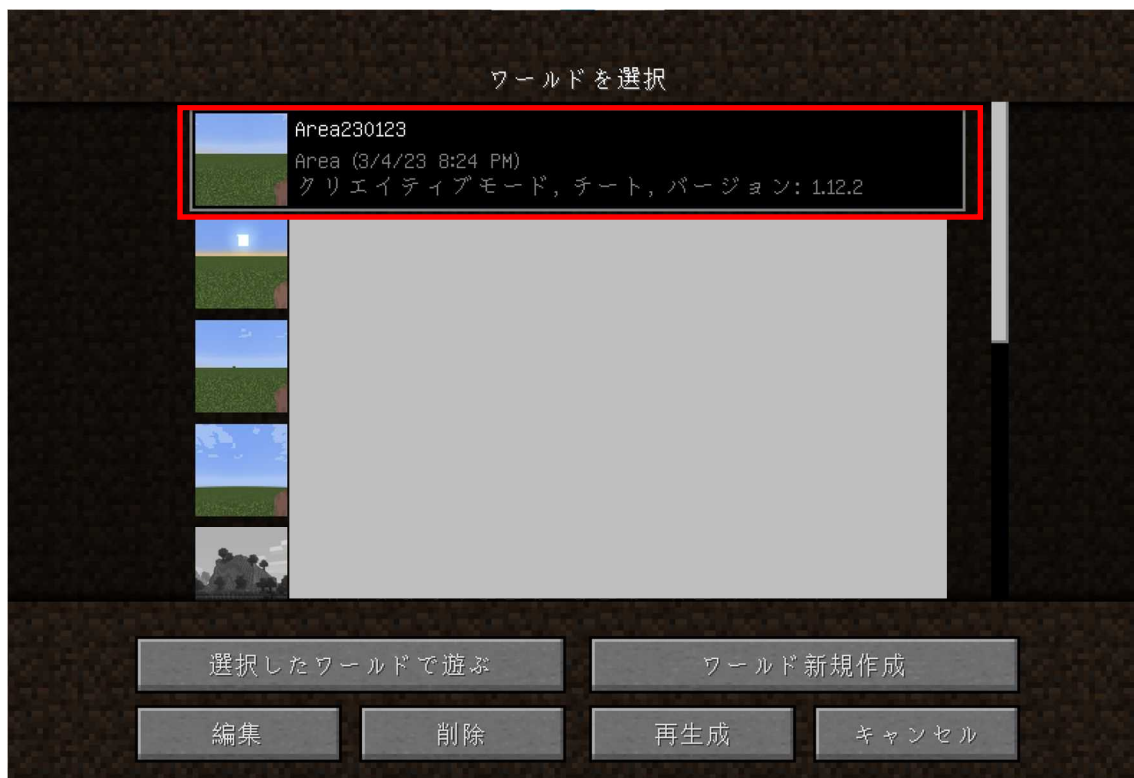 ワールドを選択
Area230123
Area (3/4/23 8:24 PM)
クリエイティブモード, チート, バージョン: 1.12.2
選択したワールドで遊ぶ
ワールド新規作成
編集
削除
再生成
キャンセル